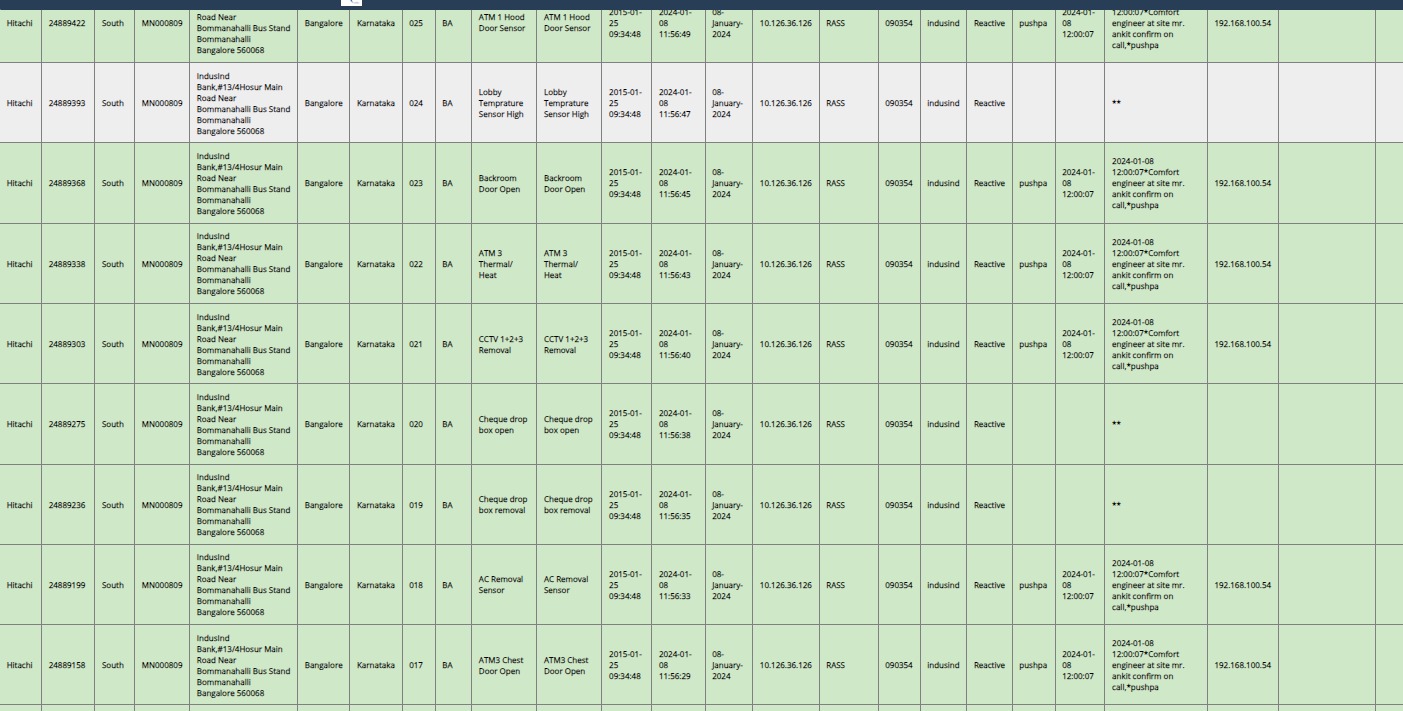 Hitachi
24889422
South
MN000809
Road Near
Bommanahalli Bus Stand
Bommanahalli
Bangalore 560068
Bangalore
Karnataka
025
BA
ATM 1 Hood
Door Sensor
ATM 1 Hood
Door Sensor
2015-01-
25
09:34:48
2024-01-
08
11:56:49
08-
January-
2024
10.126.36.126
RASS
090354
indusind
Reactive
pushpa
2024-01-
08
12:00:07
12:00:07*Comfort
engineer at site mr.
ankit confirm on
call,*pushpa
192.168.100.54
Hitachi
24889393
South
MN000809
IndusInd
Bank,#13/4Hosur Main
Road Near
Bommanahalli Bus Stand
Bommanahalli
Bangalore 560068
Bangalore
Karnataka
024
BA
Lobby
Temprature
Sensor High
Lobby
Temprature
Sensor High
2015-01-
25
09:34:48
2024-01-
08
11:56:47
08-
January-
2024
10.126.36.126
RASS
090354
indusind
Reactive
**
Hitachi
24889368
South
MN000809
IndusInd
Bank,#13/4Hosur Main
Road Near
Bommanahalli Bus Stand
Bommanahalli
Bangalore 560068
Bangalore
Karnataka
023
BA
Backroom
Door Open
Backroom
Door Open
2015-01-
25
09:34:48
2024-01-
08
11:56:45
08-
January-
2024
10.126.36.126
RASS
090354
indusind
Reactive
pushpa
2024-01-
08
12:00:07
2024-01-08
12:00:07*Comfort
engineer at site mr.
ankit confirm on
call,*pushpa
192.168.100.54
Hitachi
24889338
South
MN000809
IndusInd
Bank,#13/4Hosur Main
Road Near
Bommanahalli Bus Stand
Bommanahalli
Bangalore 560068
Bangalore
Karnataka
022
BA
ATM 3
Thermal/
Heat
ATM 3
Thermal/
Heat
2015-01-
25
09:34:48
2024-01-
08
11:56:43
08-
January-
2024
10.126.36.126
RASS
090354
indusind
Reactive
pushpa
2024-01-
08
12:00:07
2024-01-08
12:00:07*Comfort
engineer at site mr.
ankit confirm on
call,*pushpa
192.168.100.54
Hitachi
24889303
South
MN000809
IndusInd
Bank,#13/4Hosur Main
Road Near
Bommanahalli Bus Stand
Bommanahalli
Bangalore 560068
Bangalore
Karnataka
021
BA
CCTV 1+2+3
Removal
CCTV 1+2+3
Removal
2015-01-
25
09:34:48
2024-01-
08
11:56:40
08-
January-
2024
10.126.36.126
RASS
090354
indusind
Reactive
pushpa
2024-01-
08
12:00:07
2024-01-08
12:00:07*Comfort
engineer at site mr.
ankit confirm on
call,*pushpa
192.168.100.54
Hitachi
24889275
South
MN000809
IndusInd
Bank,#13/4Hosur Main
Road Near
Bommanahalli Bus Stand
Bommanahalli
Bangalore 560068
Bangalore
Karnataka
020
BA
Cheque drop
box open
Cheque drop
box open
2015-01-
25
09:34:48
2024-01-
08
11:56:38
08-
January-
2024
10.126.36.126
RASS
090354
indusind
Reactive
**
Hitachi
24889236
South
MN000809
IndusInd
Bank,#13/4Hosur Main
Road Near
Bommanahalli Bus Stand
Bommanahalli
Bangalore 560068
Bangalore
Karnataka
019
BA
Cheque drop
box removal
Cheque drop
box removal
2015-01-
25
09:34:48
2024-01-
08
11:56:35
08-
January-
2024
10.126.36.126
RASS
090354
indusind
Reactive
**
Hitachi
24889199
South
MN000809
IndusInd
Bank,#13/4Hosur Main
Road Near
Bommanahalli Bus Stand
Bommanahalli
Bangalore 560068
Bangalore
Karnataka
018
BA
AC Removal
Sensor
AC Removal
Sensor
2015-01-
25
09:34:48
2024-01-
08
11:56:33
08-
January-
2024
10.126.36.126
RASS
090354
indusind
Reactive
pushpa
2024-01-
08
12:00:07
2024-01-08
12:00:07*Comfort
engineer at site mr.
ankit confirm on
call,*pushpa
192.168.100.54
Hitachi
24889158
South
MN000809
IndusInd
Bank,#13/4Hosur Main
Road Near
Bommanahalli Bus Stand
Bommanahalli
Bangalore 560068
Bangalore
Karnataka
017
BA
ATM3 Chest
Door Open
ATM3 Chest
Door Open
2015-01-
25
09:34:48
2024-01-
08
11:56:29
08-
January-
2024
10.126.36.126
RASS
090354
indusind
Reactive
pushpa
2024-01-
08
12:00:07
2024-01-08
12:00:07*Comfort
engineer at site mr.
ankit confirm on
call,*pushpa
192.168.100.54